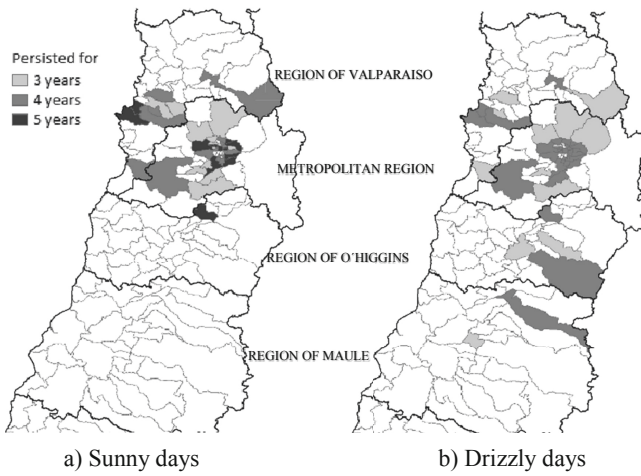 Persisted for
3 years
4 years
5 years
REGION OF VALPARAISO
METROPOLITAN REGION
REGION OF O´HIGGINS
REGION OF MAULE
a) Sunny days
b) Drizzly days